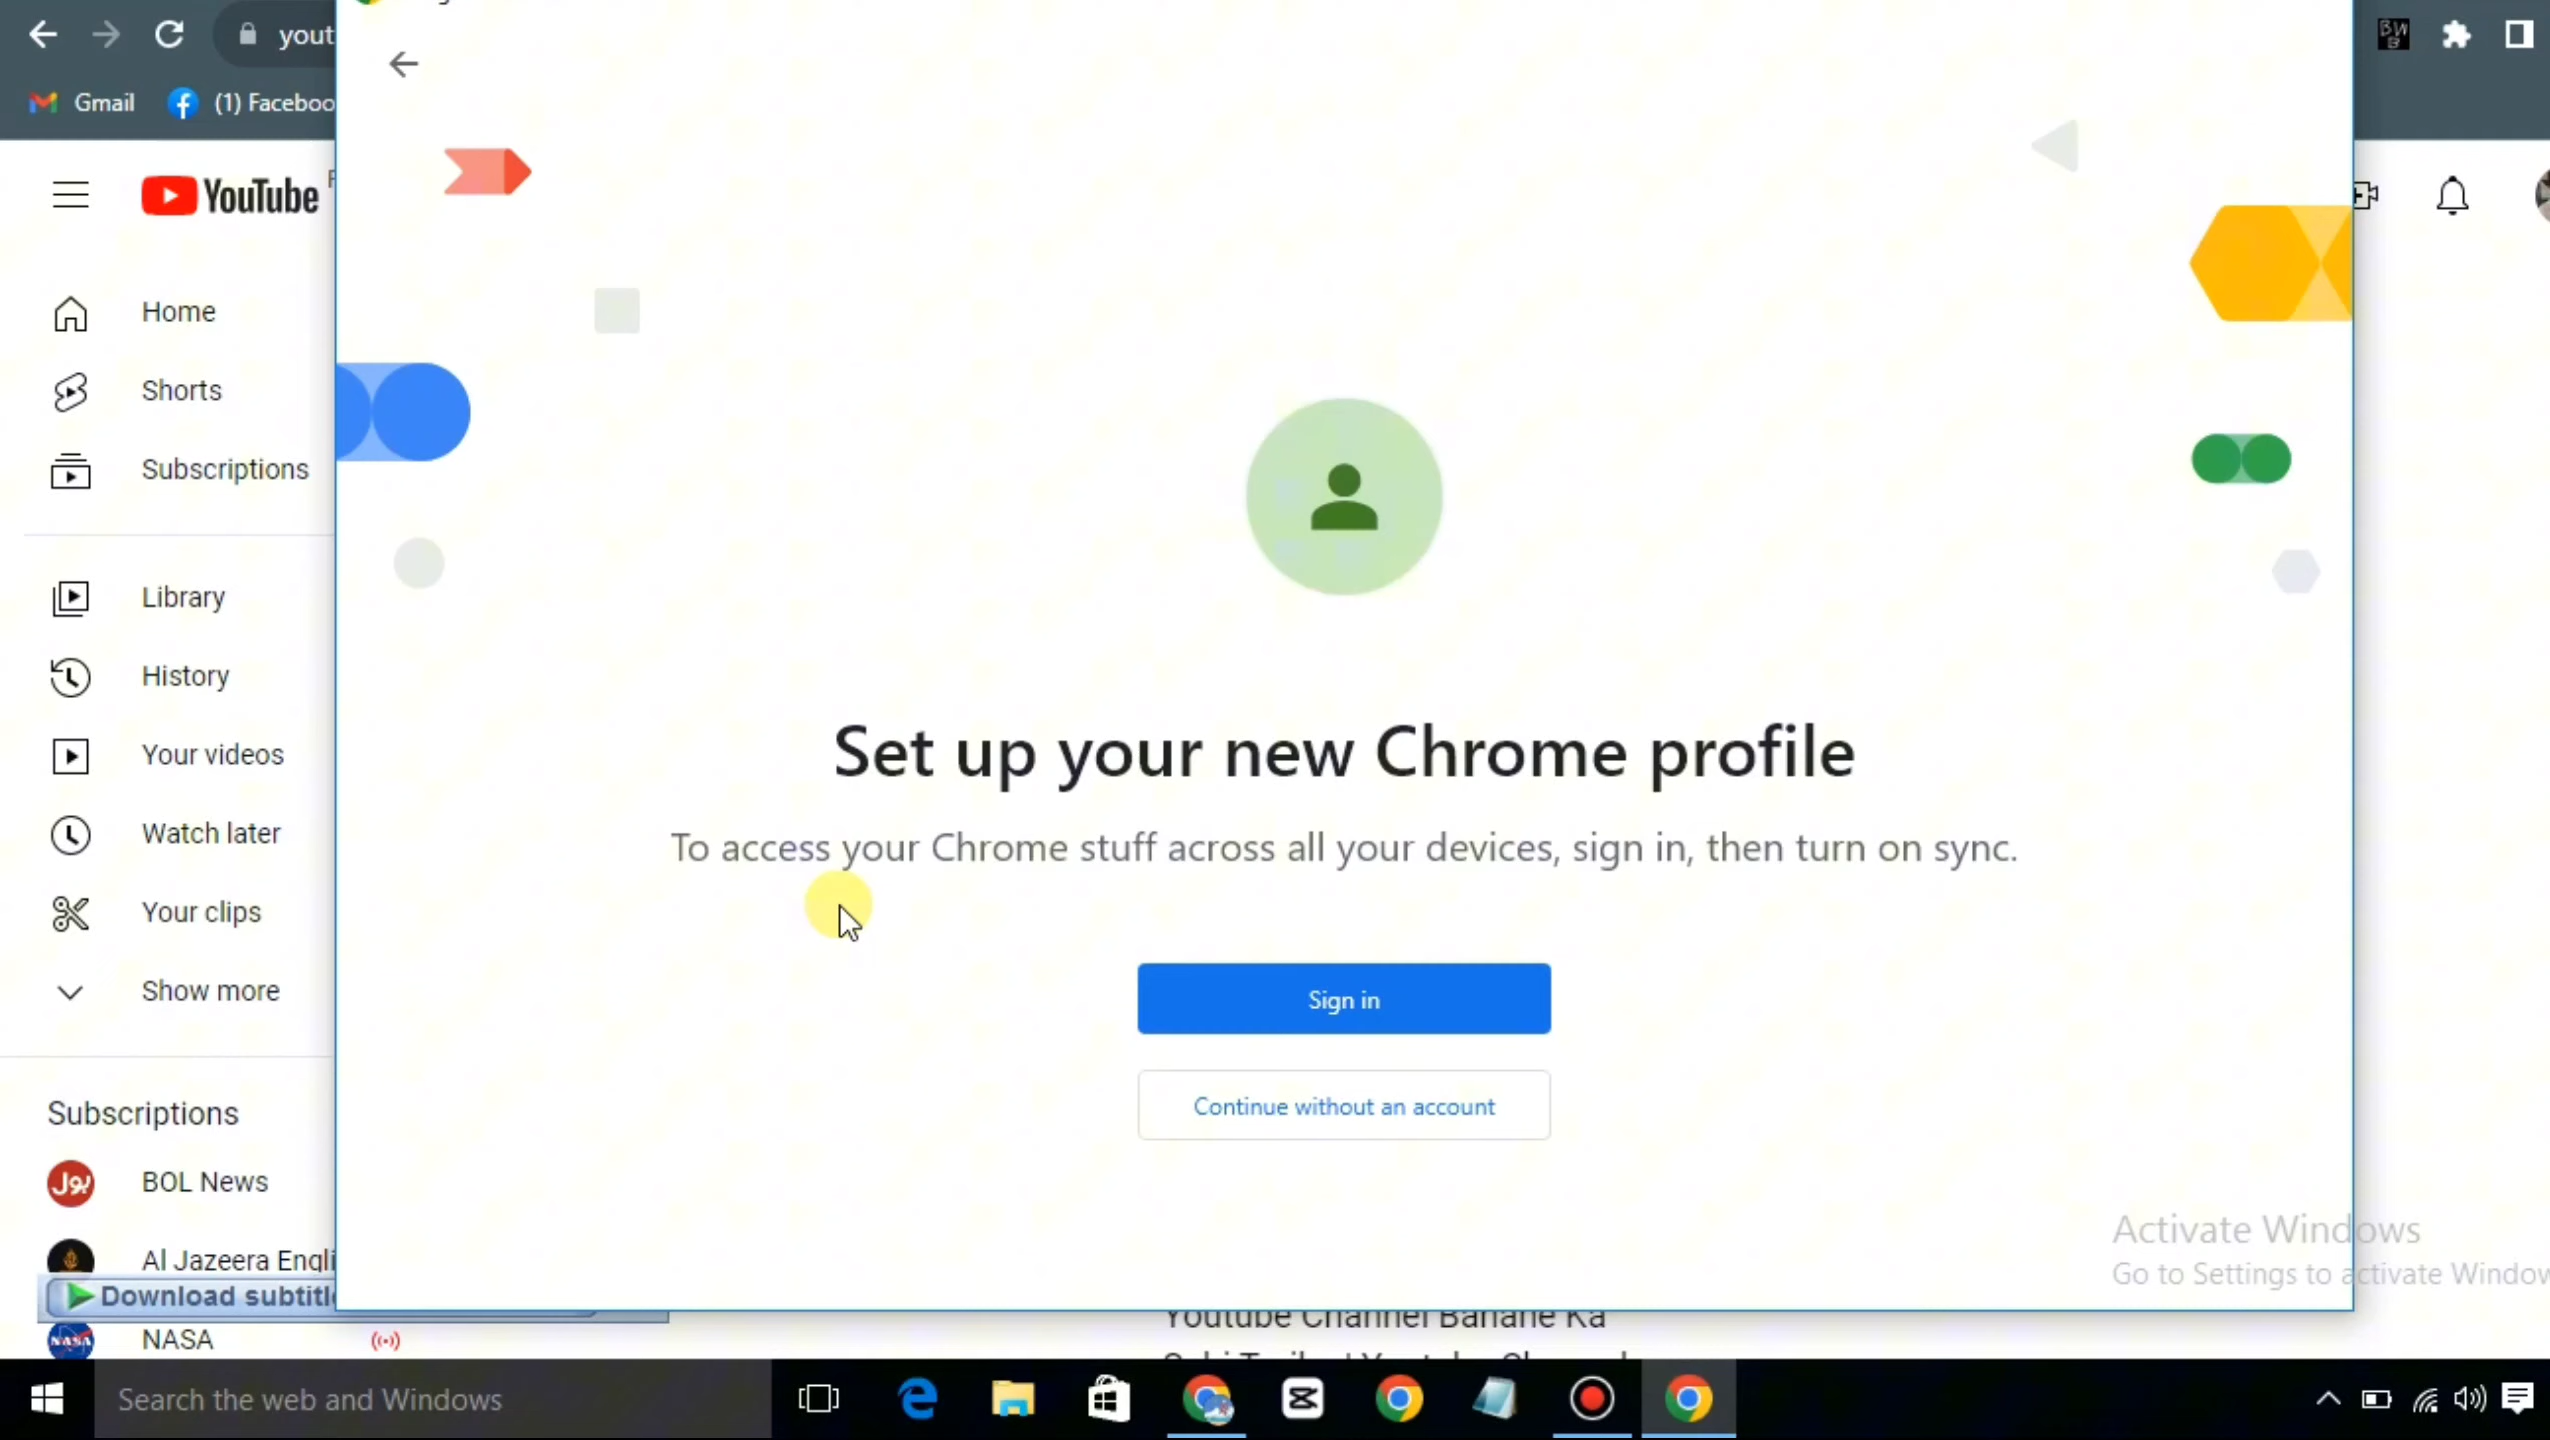 yout
BW
B
Gmail
(1) Faceboo
YouTube
Home
Shorts
Subscriptions
Library
History
Your videos
Watch later
Your clips
Show more
Subscriptions
BOL News
Al Jazeera Engli
Download subtitle
NASA
Set up your new Chrome profile
To access your Chrome stuff across all your devices, sign in, then turn on sync.
Sign in
Continue without an account
Activate Windows
Go to Settings to activate Window
Youtube Channel Banane Ka
Search the web and Windows